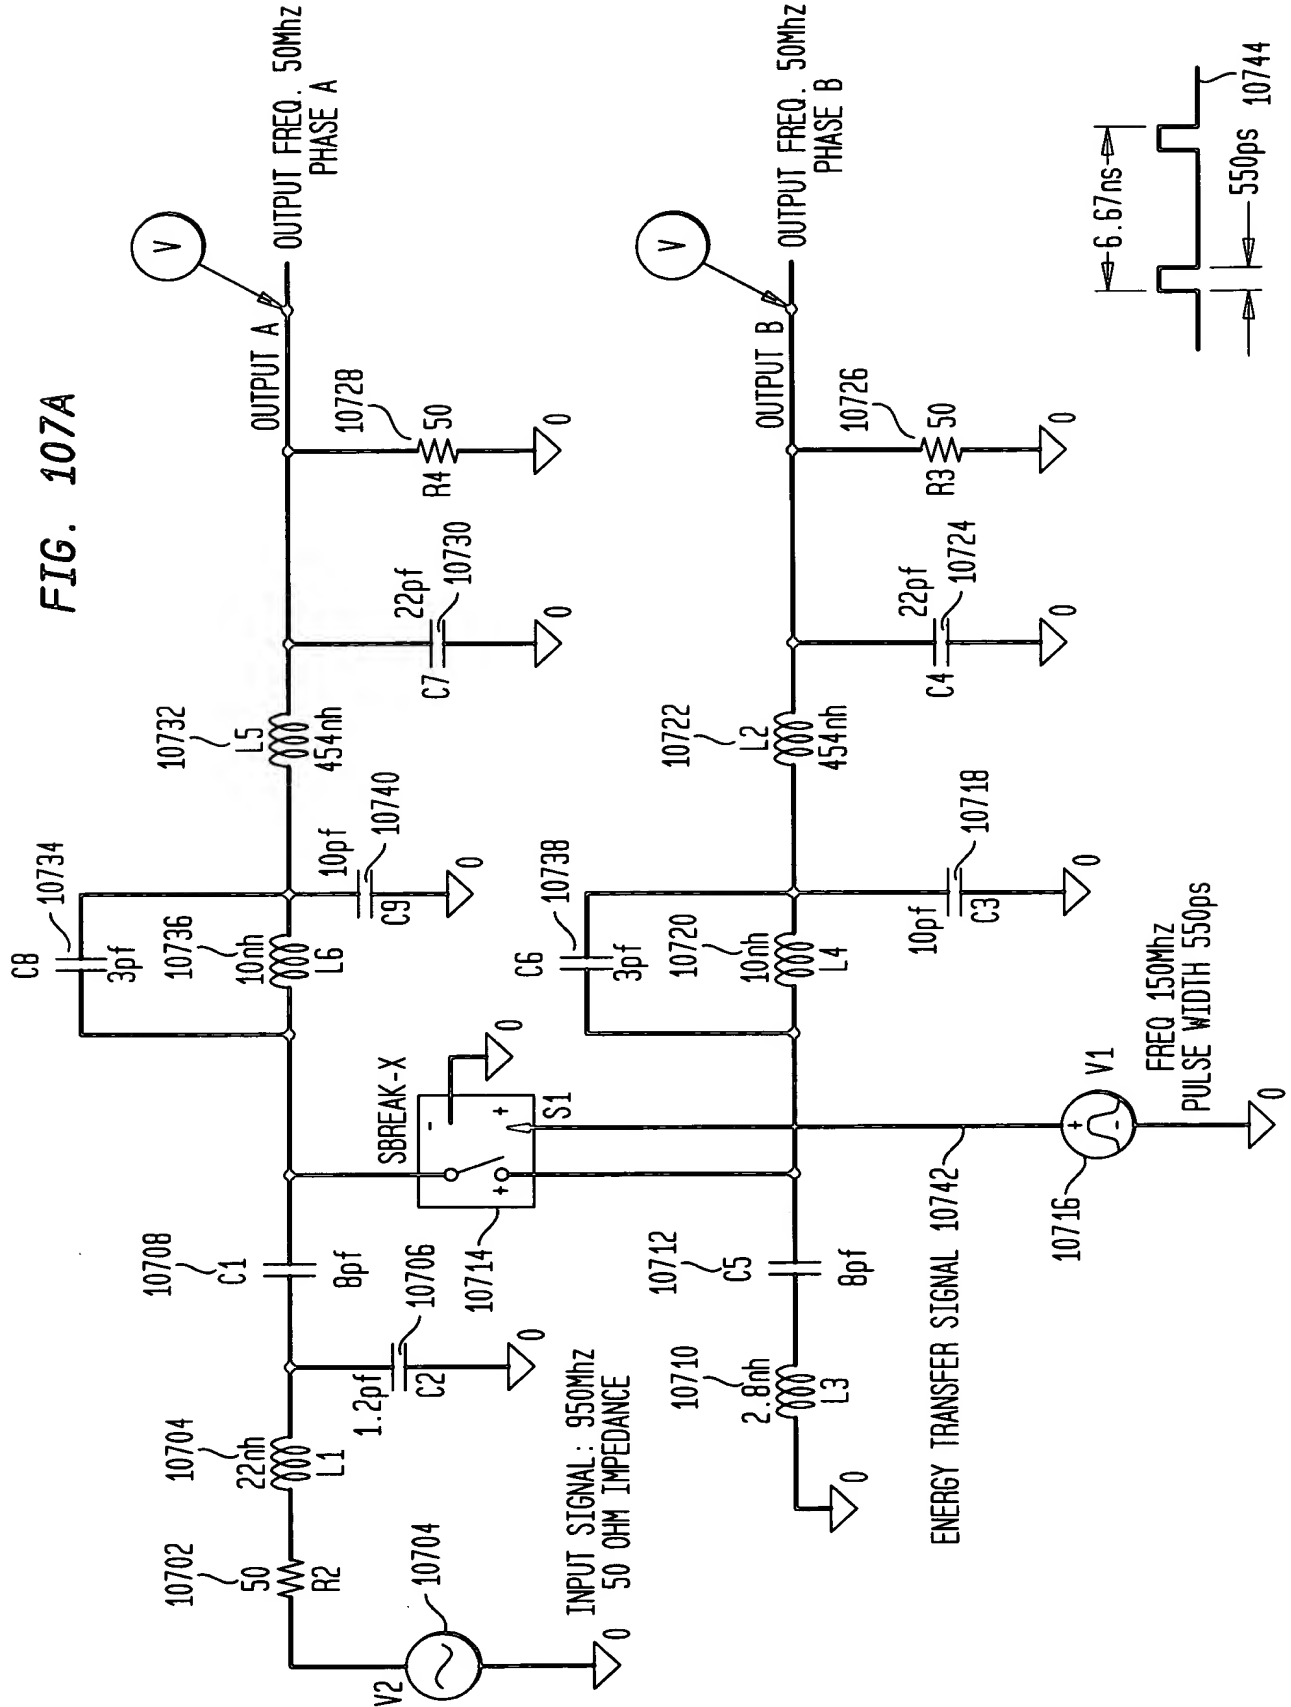 FIG. 107A
C8
10734
3pf
10736
10nh
L6
10708
C1
8pf
10704
22nh
L1
10702
50
R2
V2
10704
1.2pf
10706
C2
0
INPUT SIGNAL: 950Mhz
50 OHM IMPEDANCE
0
10732
L5
454nh
10pf
10740
C9
0
22pf
C7
10730
0
10728
R4
50
0
OUTPUT A
V
OUTPUT FREQ. 50Mhz
PHASE A
SBREAK-X
-
+
+
S1
0
10714
C6
10738
3pf
10720
10nh
L4
10712
C5
8pf
10710
2.8nh
L3
0
10722
L2
454nh
10pf
10718
C3
0
22pf
C4
10724
0
10726
R3
50
0
OUTPUT B
V
OUTPUT FREQ. 50Mhz
PHASE B
ENERGY TRANSFER SIGNAL 10742
10716
+
-
V1
FREQ 150Mhz
PULSE WIDTH 550ps
0
6.67ns
550ps
10744